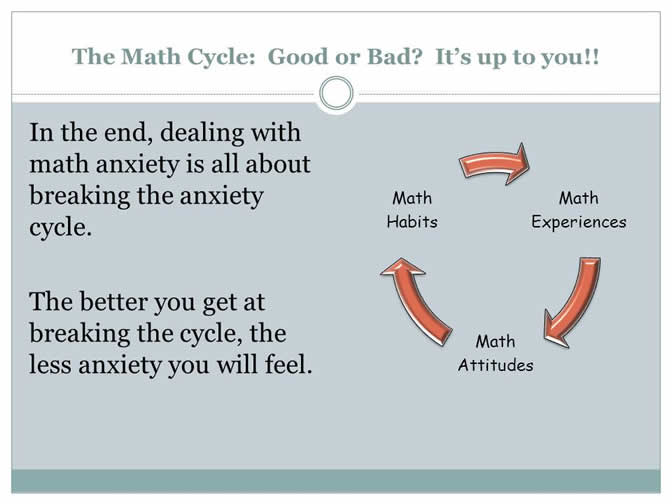 The Math Cycle:  Good or Bad?  It’s up to you!!
In the end, dealing with
math anxiety is all about
breaking the anxiety
cycle.
The better you get at
breaking the cycle, the
less anxiety you will feel.
Math
Habits
Math
Experiences
Math
Attitudes